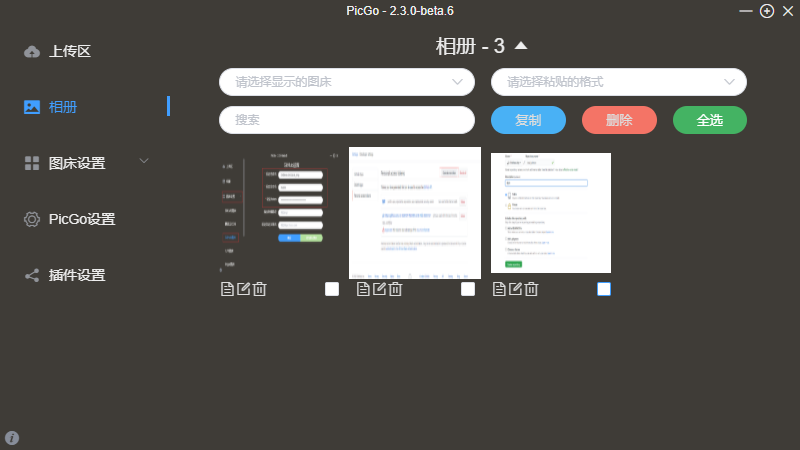 PicGo - 2.3.0-beta.6
上传区
相册
图床设置
PicGo设置
插件设置
相册 - 3
请选择显示的图床
请选择粘贴的格式
搜索
复制
删除
全选